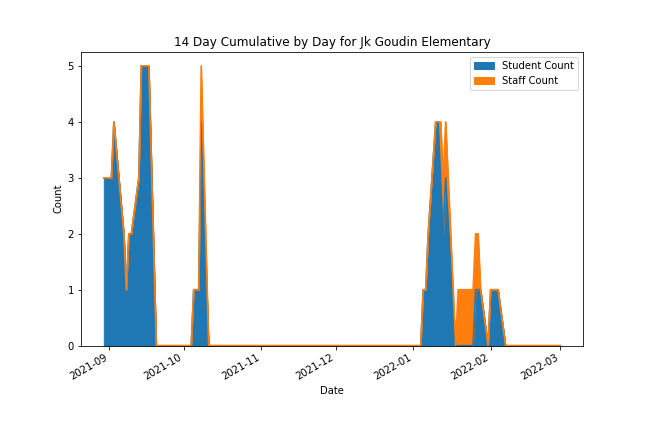 14 Day Cumulative by Day for Jk Goudin Elementary
Student Count
Staff Count
Count
5
4
3
2
1
0
2021-09
2021-10
2021-11
2021-12
2022-01
2022-02
2022-03
Date